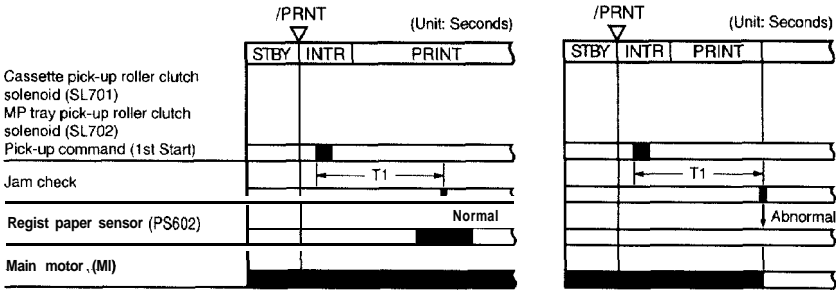 /PRNT
(Unit: Seconds)
/PRNT
(Unit: Seconds)
STBY INTR PRINT
STBY INTR PRINT
Cassette pick-up roller clutch
solenoid (SL701)
MP tray pick-up roller clutch
solenoid (SL702)
Pick-up command (1st Start)
T1
T1
Jam check
Regist paper sensor (PS602)
Normal
Abnormal
Main motor, (MI)